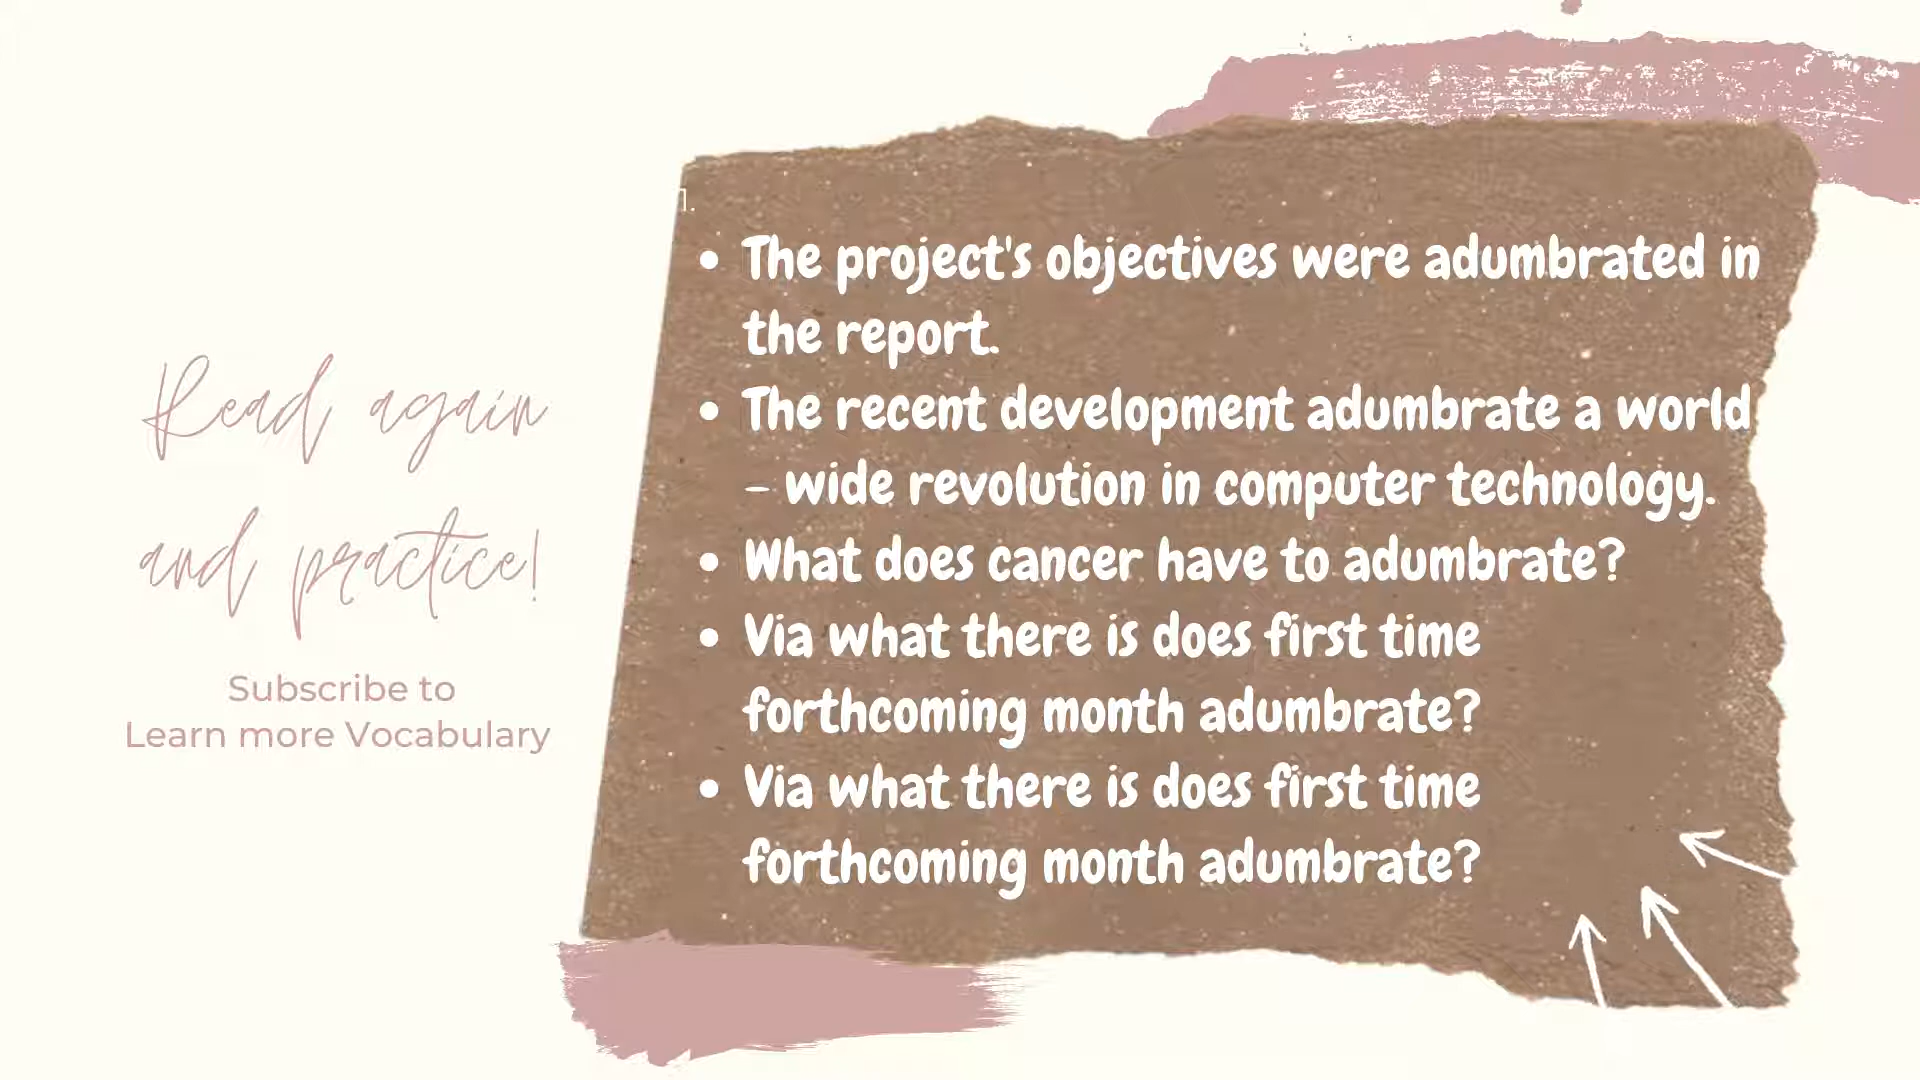 Read again
and practice!
Subscribe to
Learn more Vocabulary
1.
• The project's objectives were adumbrated in
the report.
• The recent development adumbrate a world
– wide revolution in computer technology.
• What does cancer have to adumbrate?
• Via what there is does first time
forthcoming month adumbrate?
• Via what there is does first time
forthcoming month adumbrate?